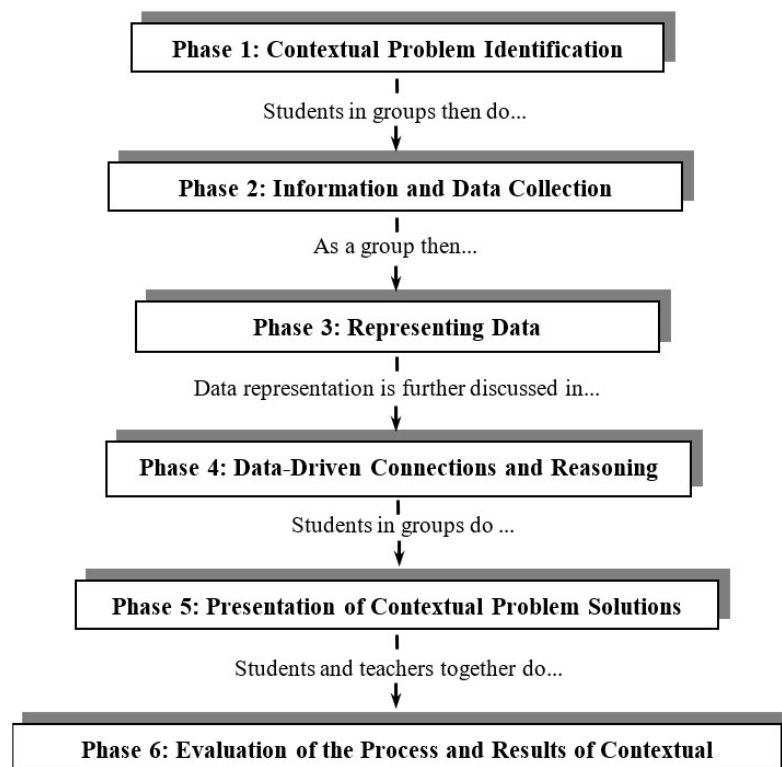 Phase 1: Contextual Problem Identification
Students in groups then do...
Phase 2: Information and Data Collection
As a group then...
Phase 3: Representing Data
Data representation is further discussed in...
Phase 4: Data-Driven Connections and Reasoning
Students in groups do ...
Phase 5: Presentation of Contextual Problem Solutions
Students and teachers together do...
Phase 6: Evaluation of the Process and Results of Contextual